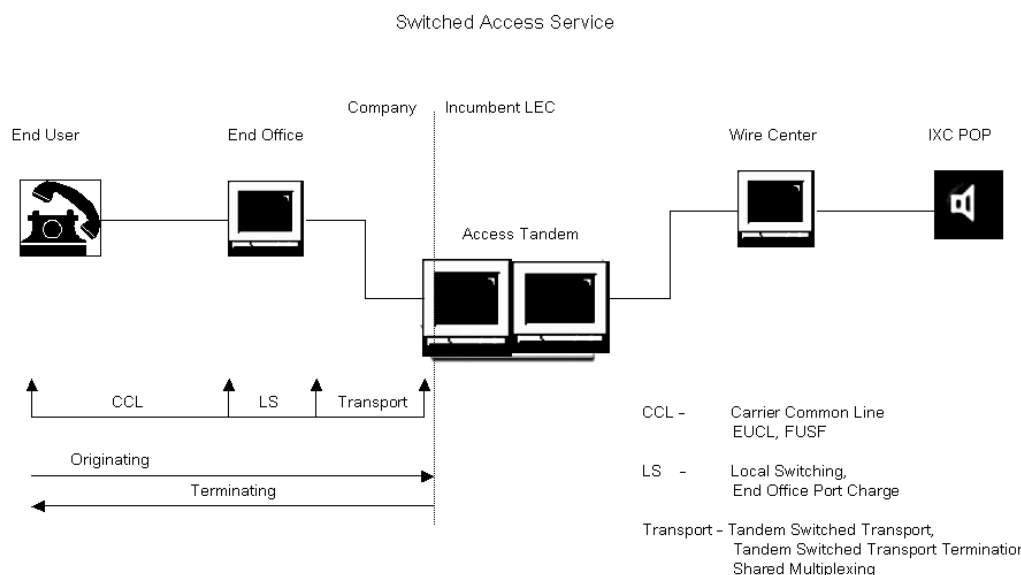 Switched Access Service
Company
Incumbent LEC
End User
End Office
Wire Center
IXC POP
Access Tandem
CCL
LS
Transport
Originating
Terminating
CCL – Carrier Common Line
EUCL, FUSF
LS – Local Switching,
End Office Port Charge
Transport – Tandem Switched Transport,
Tandem Switched Transport Termination
Shared Multiplexing